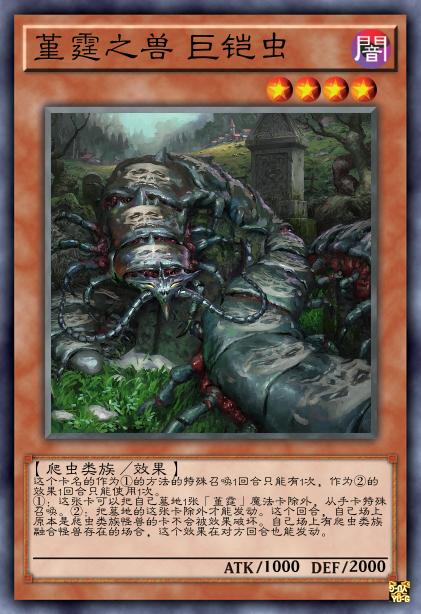 堇霆之兽 巨铠虫
闇
【 爬虫类族／效果 】
这个卡名的作为①的方法的特殊召唤1回合只能有1次，作为②的
效果1回合只能使用1次。
①：这张卡可以把自己墓地1张「堇霆」魔法卡除外，从手卡特殊
召唤。②：把墓地的这张卡除外才能发动。这个回合，自己场上
原本是爬虫类族怪兽的卡不会被效果破坏。自己场上有爬虫类族
融合怪兽存在的场合，这个效果在对方回合也能发动。
ATK/1000 DEF/2000